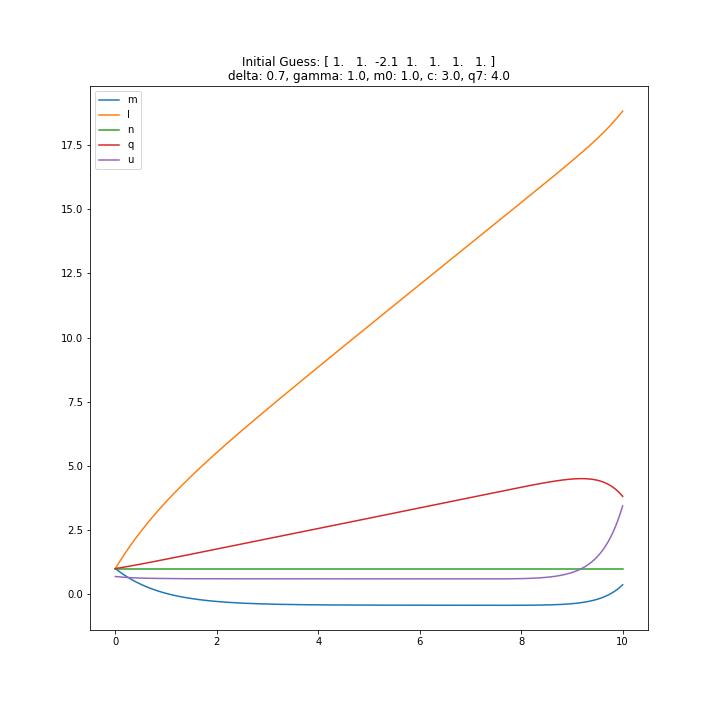 Initial Guess: [ 1. 1. -2.1 1. 1. 1. 1. ]
delta: 0.7, gamma: 1.0, m0: 1.0, c: 3.0, q7: 4.0
m
l
n
q
u
17.5
15.0
12.5
10.0
7.5
5.0
2.5
0.0
0 2 4 6 8 10